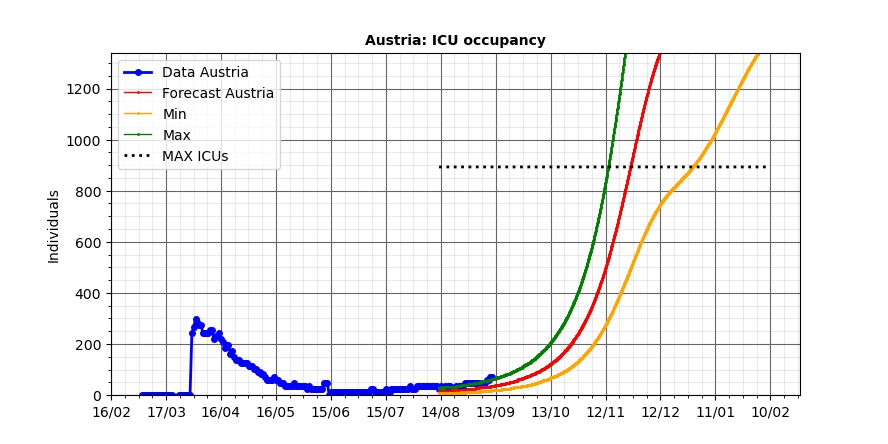 Austria: ICU occupancy
Data Austria
Forecast Austria
Min
Max
MAX ICUs
Individuals
1200
1000
800
600
400
200
0
16/02 17/03 16/04 16/05 15/06 15/07 14/08 13/09 13/10 12/11 12/12 11/01 10/02